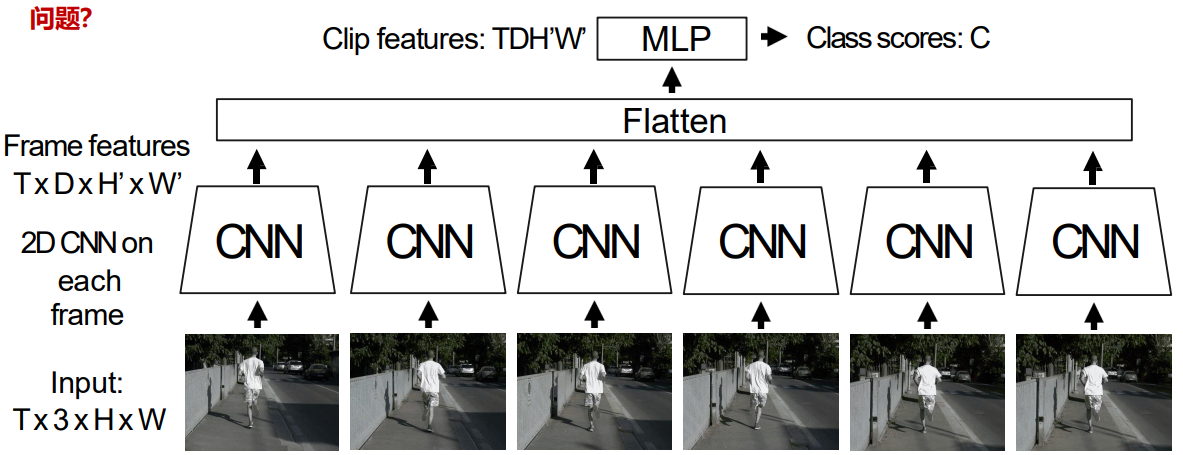 问题?
Clip features: TDH'W'
MLP
Class scores: C
Flatten
Frame features
T x D x H' x W'
CNN
CNN
CNN
CNN
CNN
CNN
2D CNN on
each
frame
Input:
T x 3 x H x W